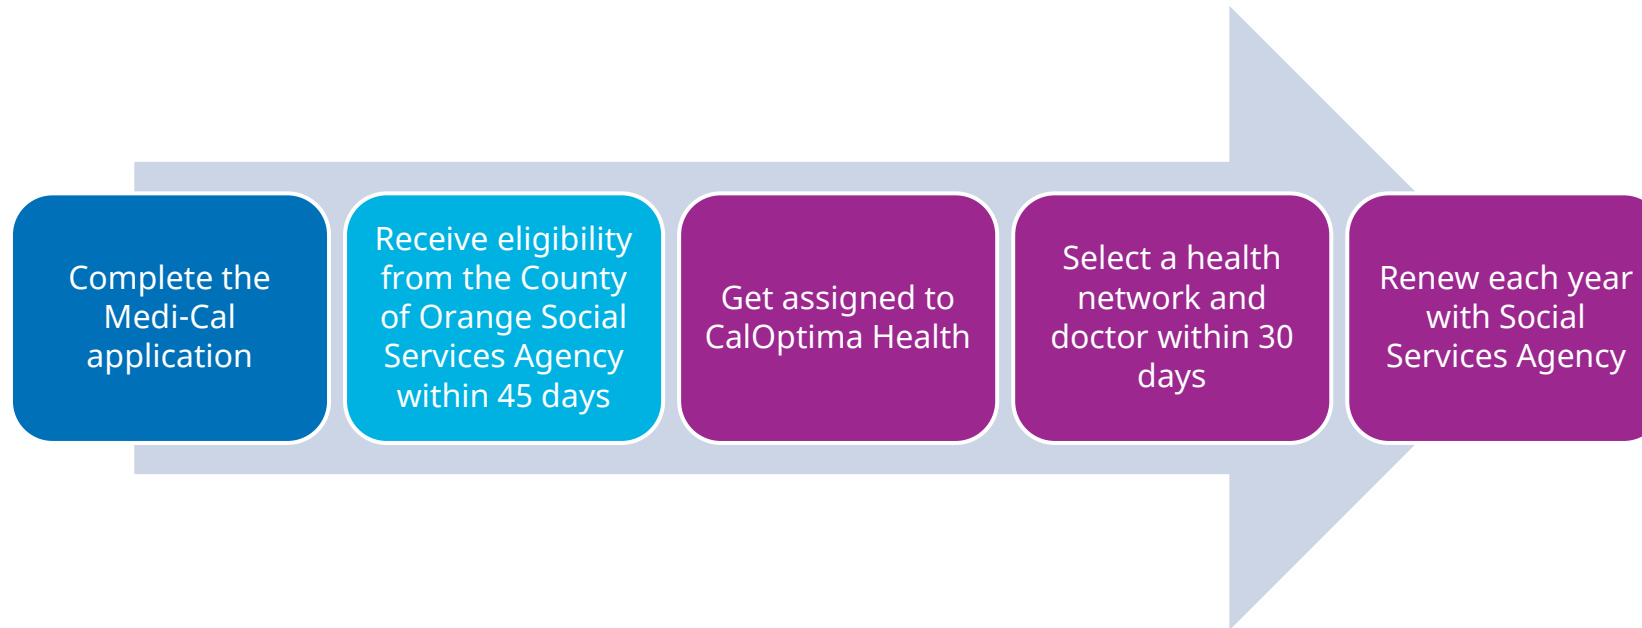 Complete the
Medi-Cal
application
Receive eligibility
from the County
of Orange Social
Services Agency
within 45 days
Get assigned to
CalOptima Health
Select a health
network and
doctor within 30
days
Renew each year
with Social
Services Agency